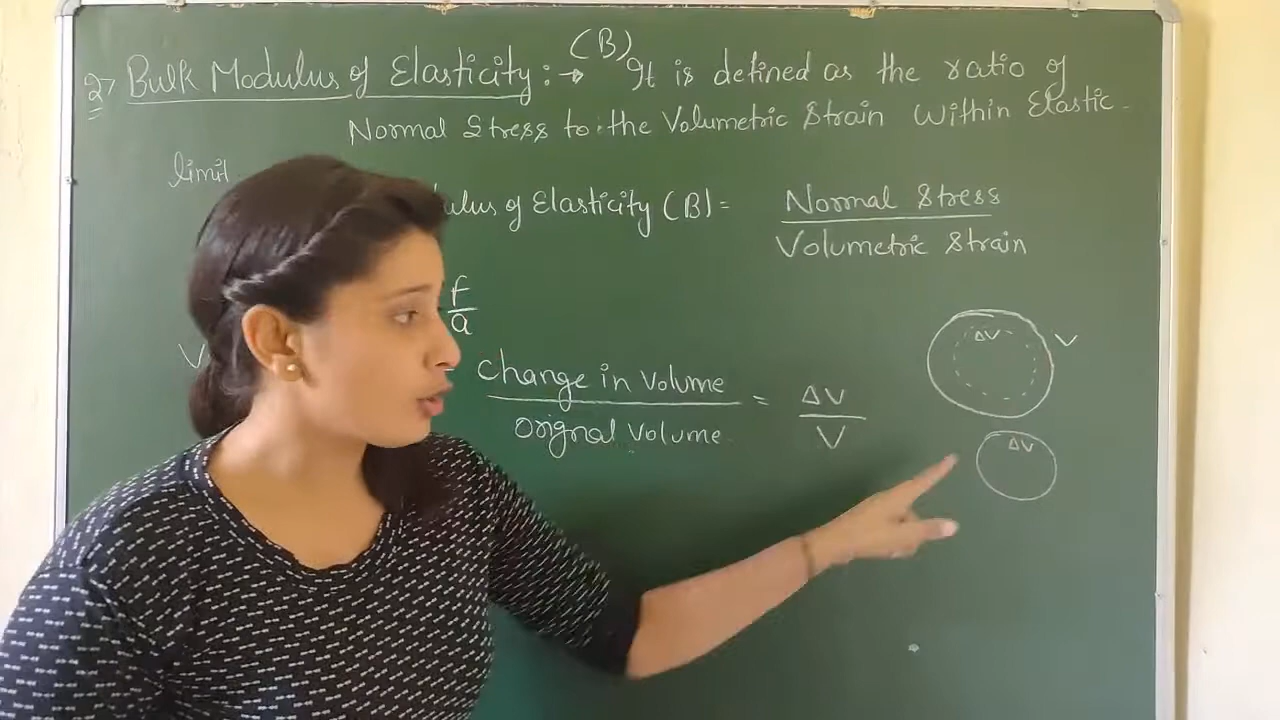 2→ Bulk Modulus of Elasticity :→ (B) It is defined as the ratio of
Normal Stress to the Volumetric Strain Within Elastic
limit
ulus of Elasticity (B) = Normal Stress
Volumetric Strain
F
a
V
Change in Volume = ΔV
Orignal Volume. V
ΔV V
ΔV